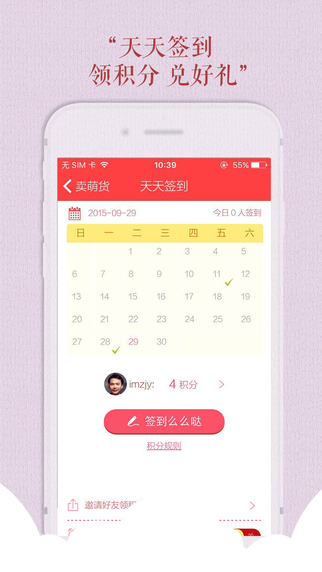 “天天签到
领积分 兑好礼”
无 SIM 卡 10:39 55%
卖萌货 天天签到
2015-09-29 今日 0 人签到
日 一 二 三 四 五 六
1 2 3 4 5
6 7 8 9 10 11 12
13 14 15 16 17 18 19
20 21 22 23 24 25 26
27 28 29 30
imzjy: 4 积分
签到么么哒
积分规则
邀请好友领积